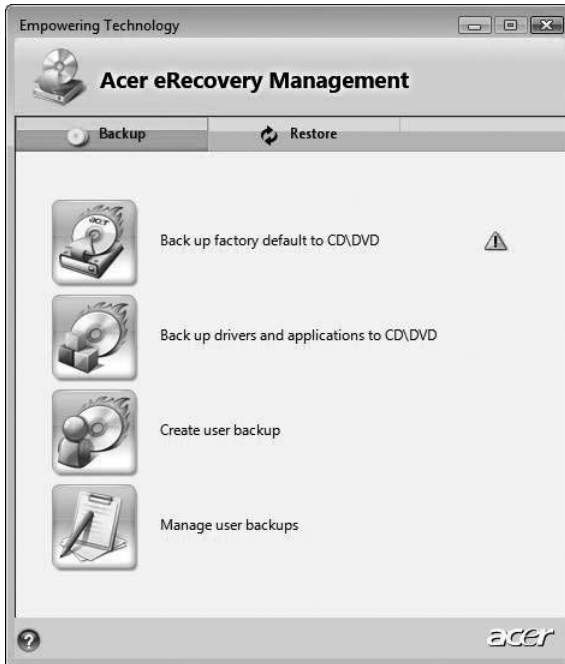 Empowering Technology
Acer eRecovery Management
Backup
Restore
acer
Back up factory default to CD\DVD
Back up drivers and applications to CD\DVD
Create user backup
Manage user backups
?
acer